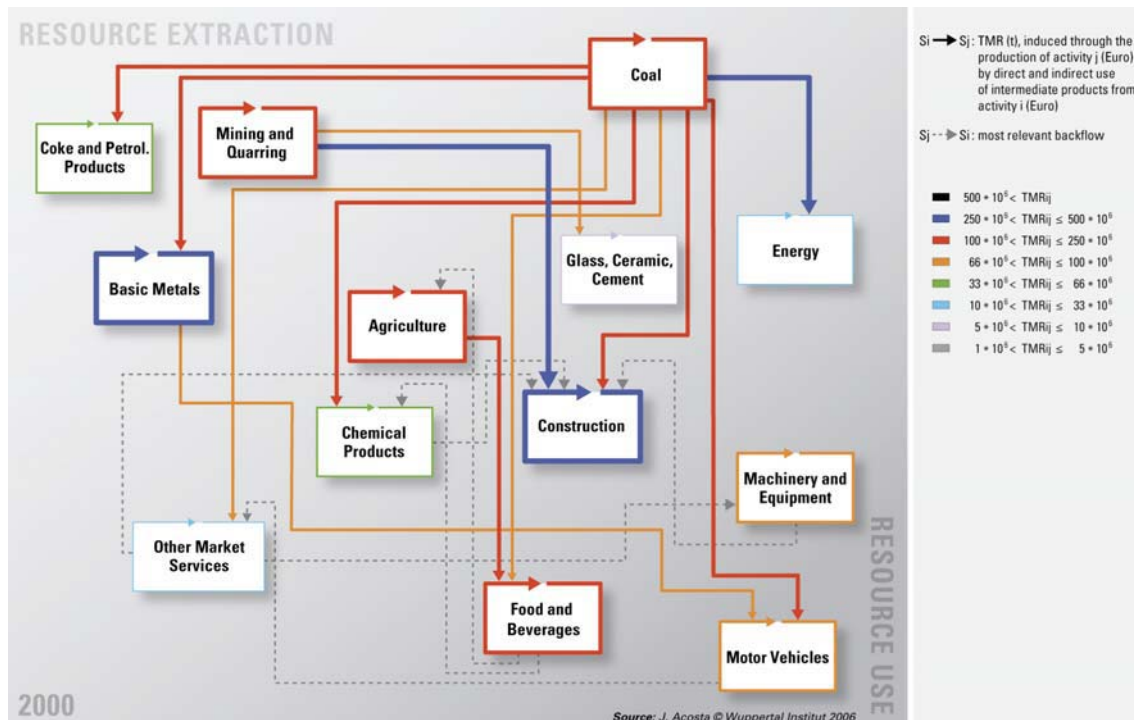 RESOURCE EXTRACTION
Coal
Mining and
Quarring
Coke and Petrol.
Products
Glass, Ceramic,
Cement
Energy
Basic Metals
Agriculture
Chemical
Products
Construction
Machinery and
Equipment
Other Market
Services
Food and
Beverages
Motor Vehicles
RESOURCE USE
2000
Source: J. Acosta © Wuppertal Institut 2006
Si → Sj : TMR (t), induced through the
production of activity j (Euro)
by direct and indirect use
of intermediate products from
activity i (Euro)
Sj --→ Si : most relevant backflow
500 * 10⁶ < TMRij
250 * 10⁶ < TMRij ≤ 500 * 10⁶
100 * 10⁶ < TMRij ≤ 250 * 10⁶
66 * 10⁶ < TMRij ≤ 100 * 10⁶
33 * 10⁶ < TMRij ≤ 66 * 10⁶
10 * 10⁶ < TMRij ≤ 33 * 10⁶
5 * 10⁶ < TMRij ≤ 10 * 10⁶
1 * 10⁶ < TMRij ≤ 5 * 10⁶